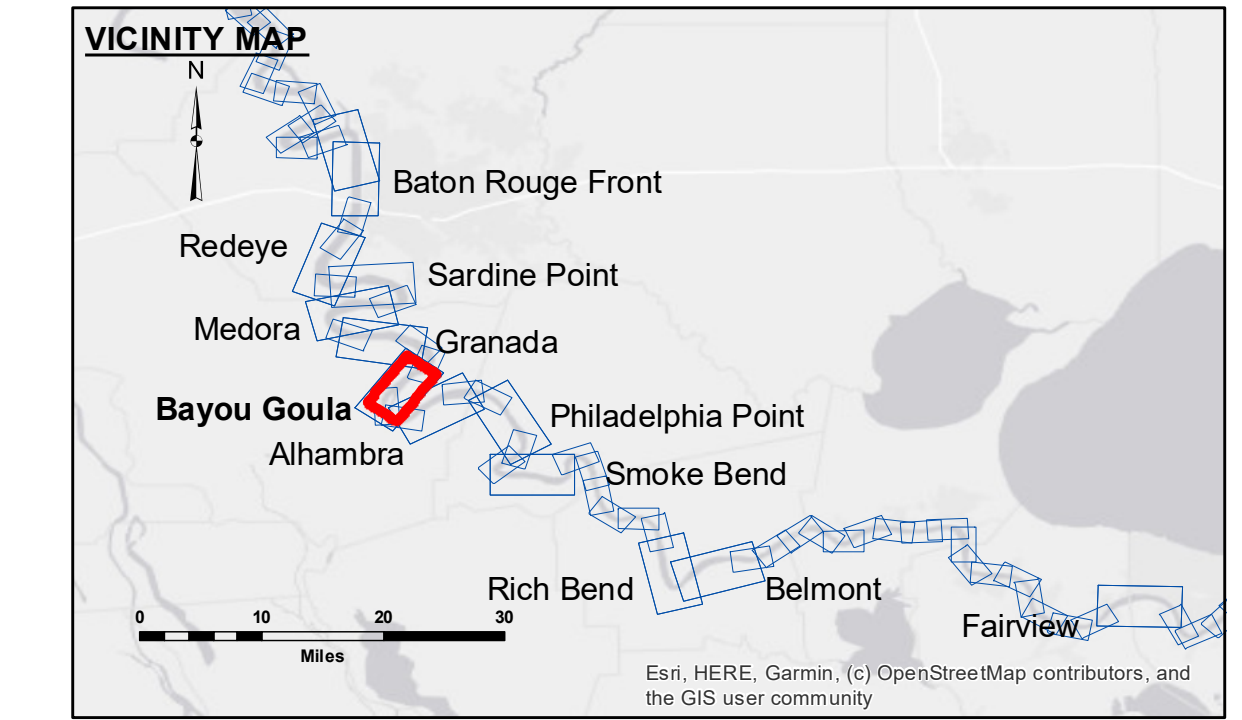 VICINITY MAP
N
Baton Rouge Front
Redeye
Sardine Point
Medora
Granada
Bayou Goula
Philadelphia Point
Alhambra
Smoke Bend
Rich Bend
Belmont
Fairview
0 10 20 30
Miles
Esri, HERE, Garmin, (c) OpenStreetMap contributors, and
the GIS user community